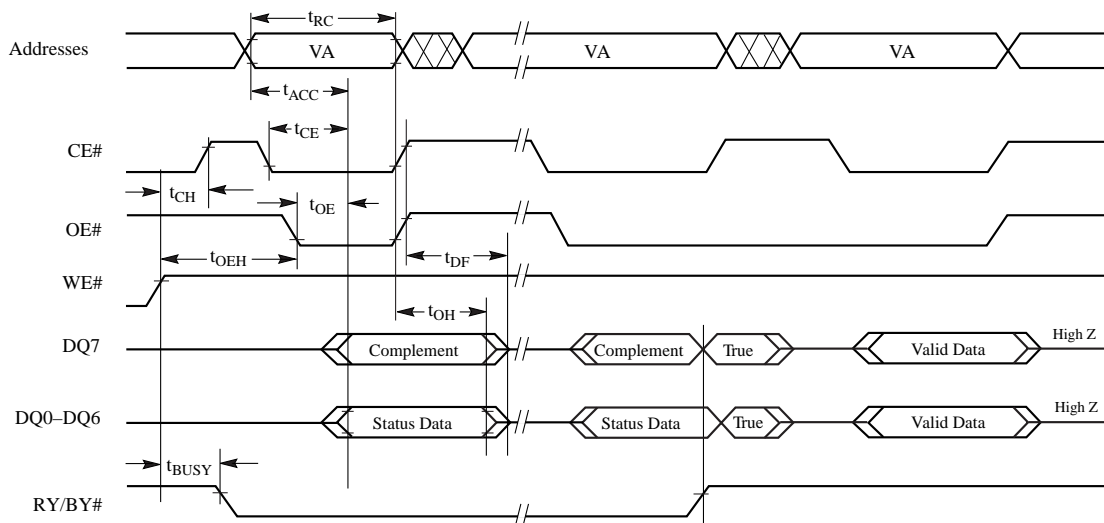 tRC
Addresses VA VA VA
tACC
tCE
CE#
tCH
tOE
OE#
tOEH
tDF
WE#
tOH
DQ7 Complement Complement True Valid Data High Z
DQ0–DQ6 Status Data Status Data True Valid Data High Z
tBUSY
RY/BY#